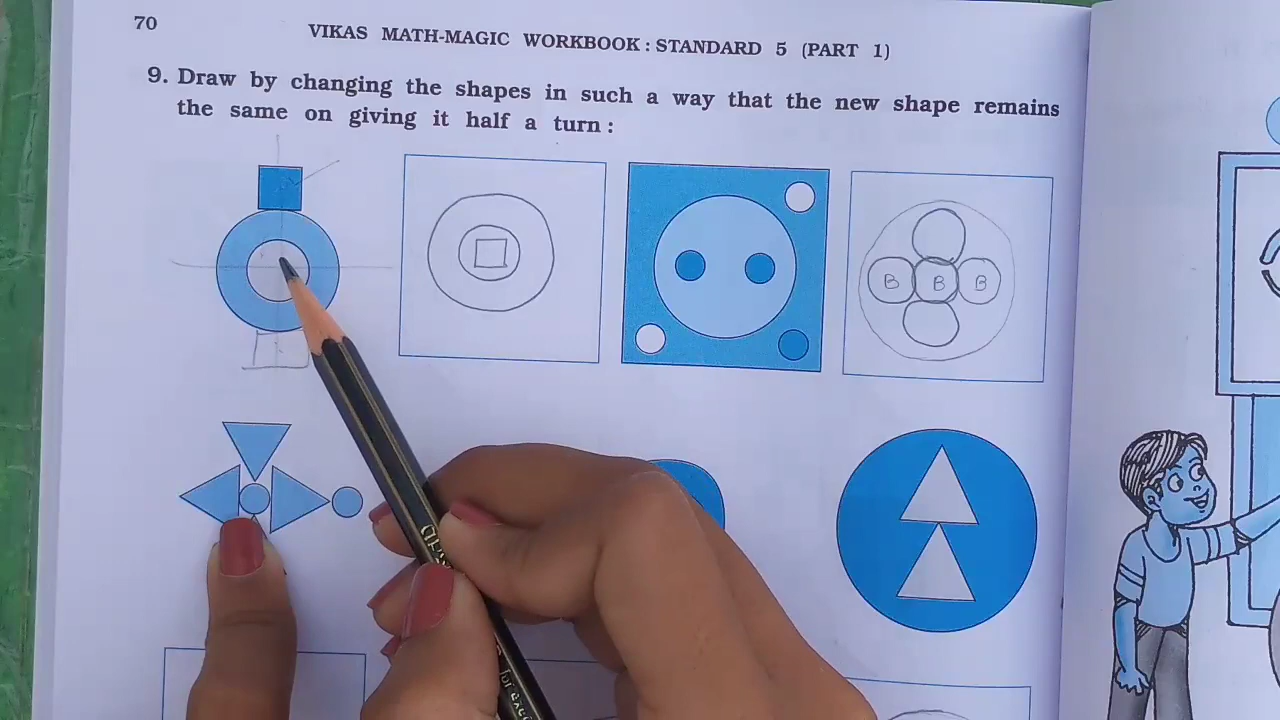 70
VIKAS MATH-MAGIC WORKBOOK : STANDARD 5 (PART 1)
9. Draw by changing the shapes in such a way that the new shape remains
the same on giving it half a turn :
B B B